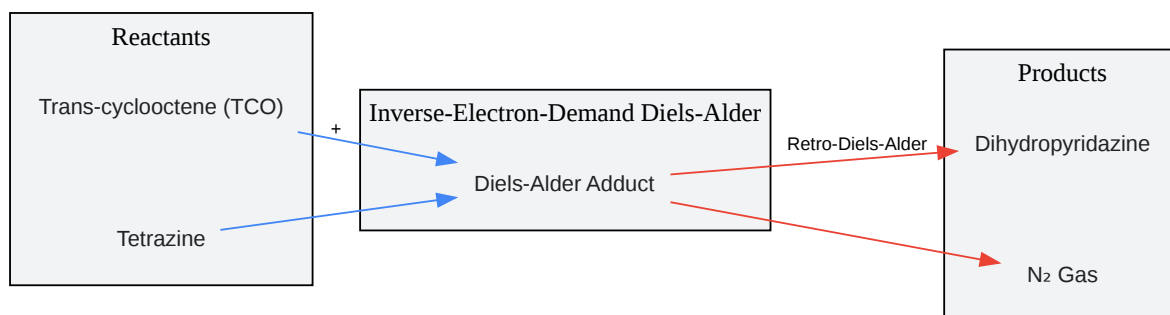 Reactants
Trans-cyclooctene (TCO)
Tetrazine
+
Inverse-Electron-Demand Diels-Alder
Diels-Alder Adduct
Retro-Diels-Alder
Products
Dihydropyridazine
N₂ Gas